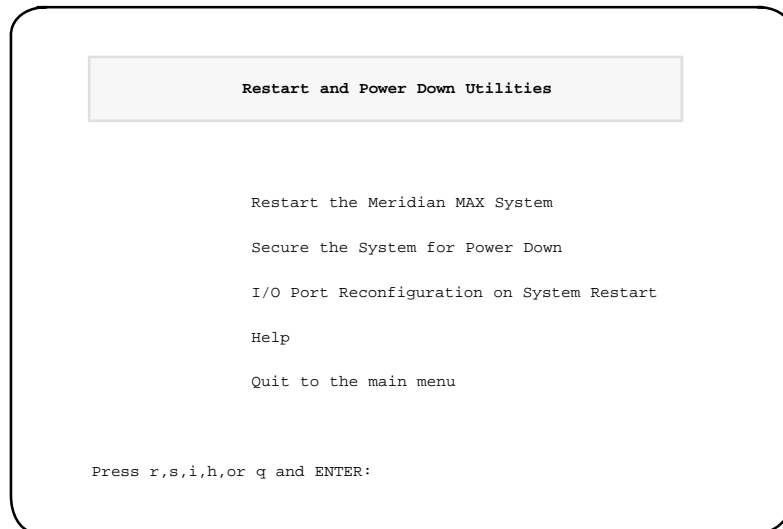 Restart and Power Down Utilities
Restart the Meridian MAX System
Secure the System for Power Down
I/O Port Reconfiguration on System Restart
Help
Quit to the main menu
Press r,s,i,h,or q and ENTER: